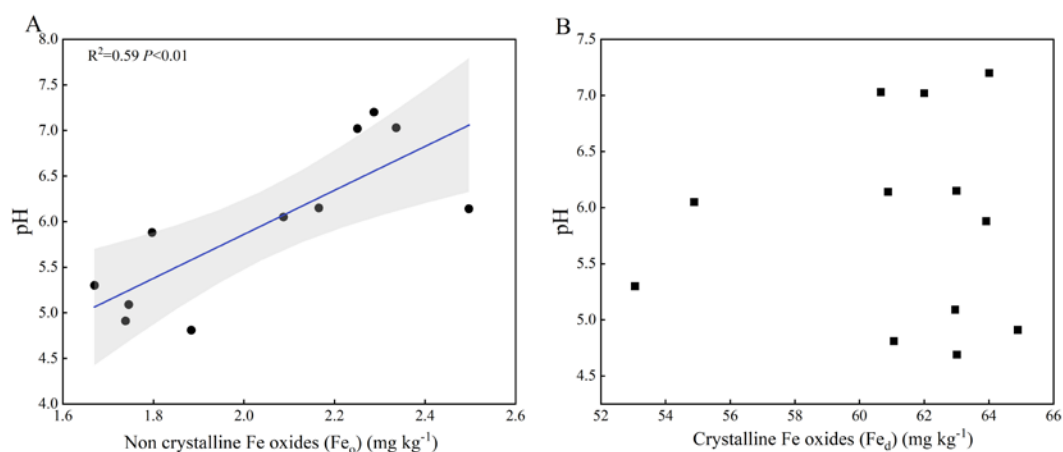 A
R²=0.59 P<0.01
8.0
7.5
7.0
6.5
6.0
5.5
5.0
4.5
4.0
pH
1.6 1.8 2.0 2.2 2.4 2.6
Non crystalline Fe oxides (Feₒ) (mg kg⁻¹)
B
7.5
7.0
6.5
6.0
5.5
5.0
4.5
pH
52 54 56 58 60 62 64 66
Crystalline Fe oxides (Fe_d) (mg kg⁻¹)